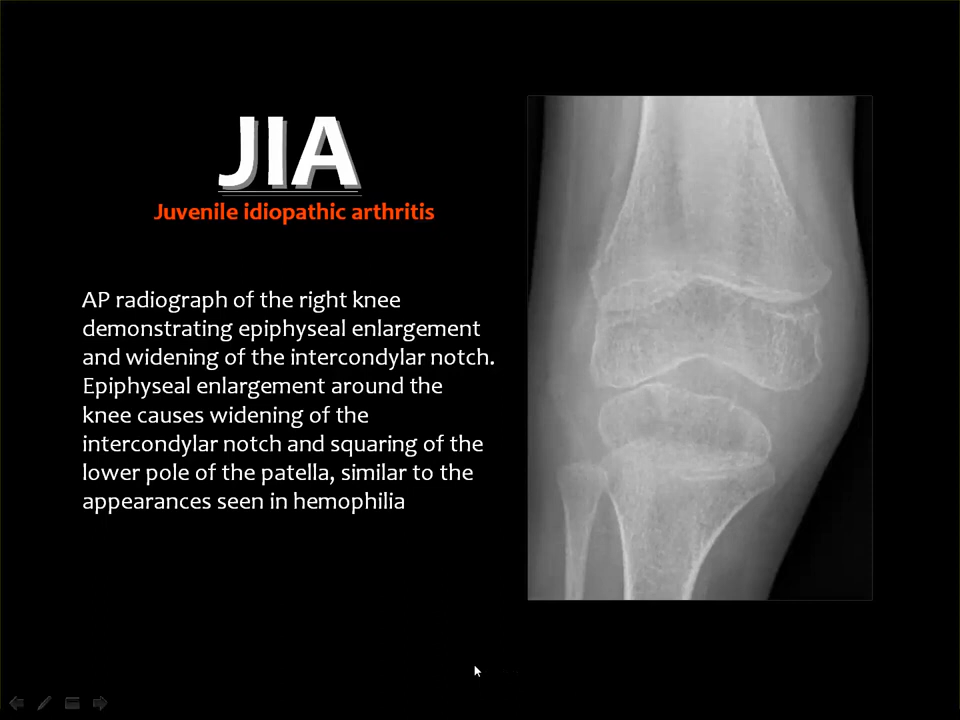 JIA
Juvenile idiopathic arthritis
AP radiograph of the right knee
demonstrating epiphyseal enlargement
and widening of the intercondylar notch.
Epiphyseal enlargement around the
knee causes widening of the
intercondylar notch and squaring of the
lower pole of the patella, similar to the
appearances seen in hemophilia